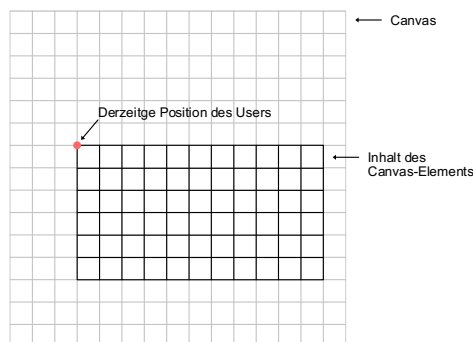 Canvas
Derzeitge Position des Users
Inhalt des
Canvas-Elements